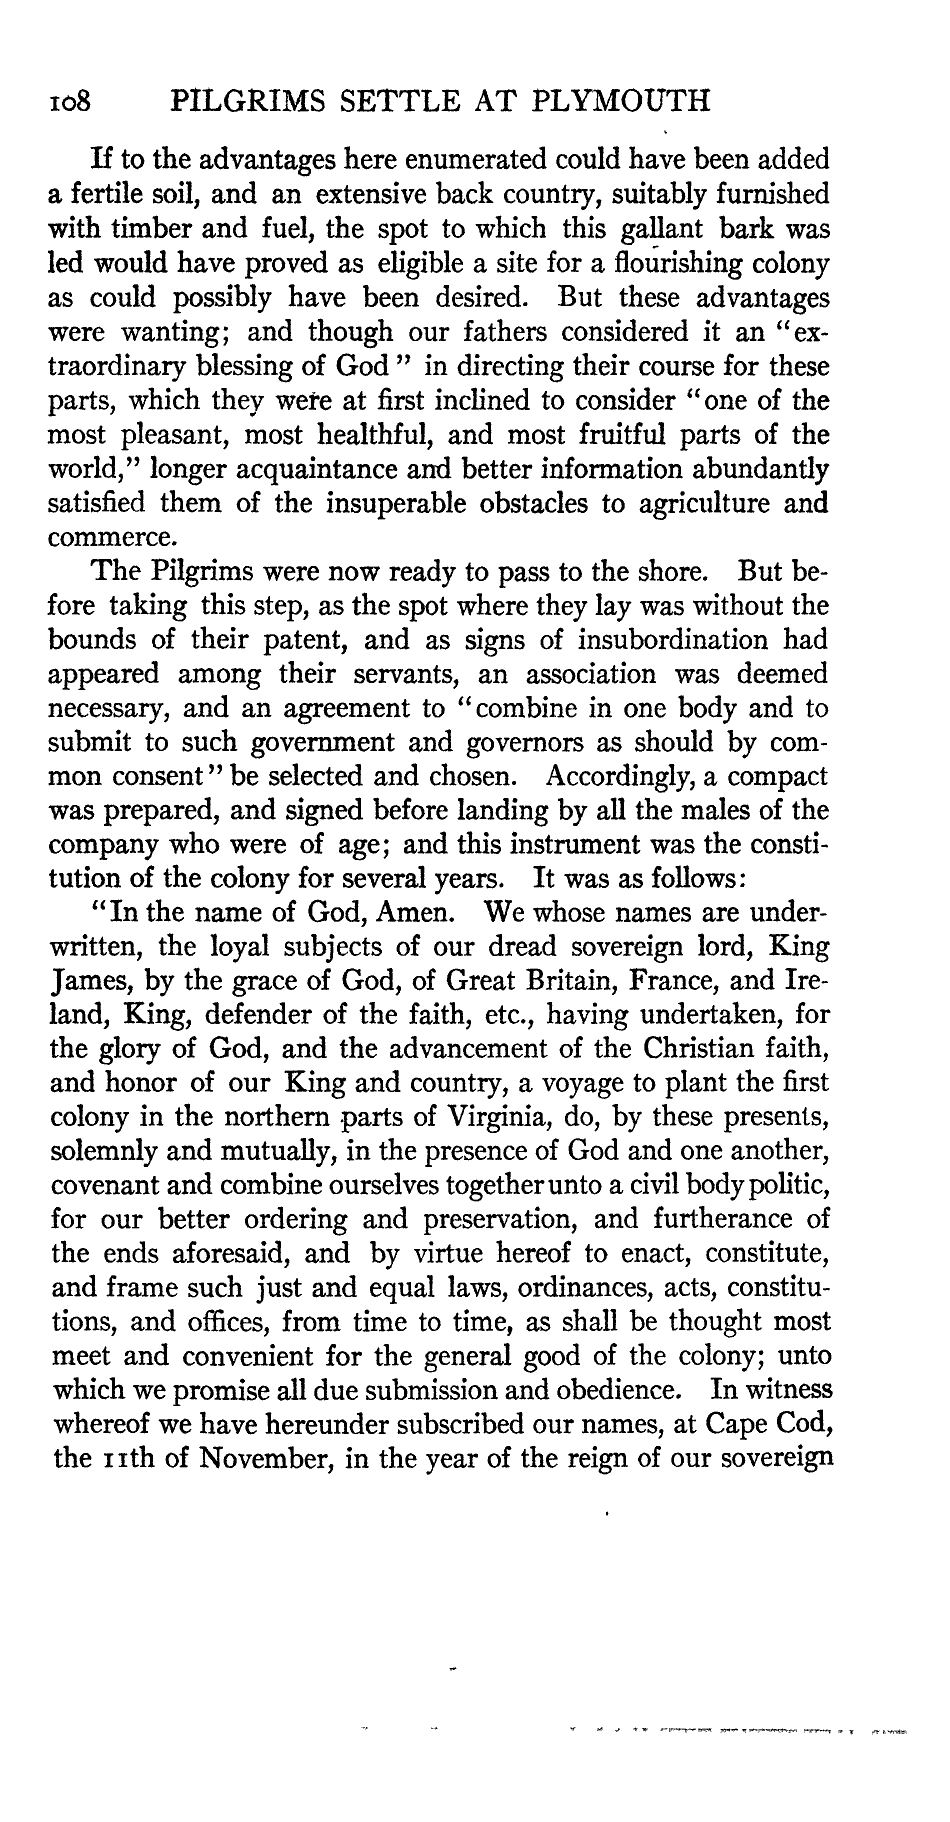 108 PILGRIMS SETTLE AT PLYMOUTH
If to the advantages here enumerated could have been added
a fertile soil, and an extensive back country, suitably furnished
with timber and fuel, the spot to which this gallant bark was
led would have proved as eligible a site for a flourishing colony
as could possibly have been desired. But these advantages
were wanting; and though our fathers considered it an "ex-
traordinary blessing of God" in directing their course for these
parts, which they were at first inclined to consider "one of the
most pleasant, most healthful, and most fruitful parts of the
world," longer acquaintance and better information abundantly
satisfied them of the insuperable obstacles to agriculture and
commerce.
The Pilgrims were now ready to pass to the shore. But be-
fore taking this step, as the spot where they lay was without the
bounds of their patent, and as signs of insubordination had
appeared among their servants, an association was deemed
necessary, and an agreement to "combine in one body and to
submit to such government and governors as should by com-
mon consent" be selected and chosen. Accordingly, a compact
was prepared, and signed before landing by all the males of the
company who were of age; and this instrument was the consti-
tution of the colony for several years. It was as follows:
"In the name of God, Amen. We whose names are under-
written, the loyal subjects of our dread sovereign lord, King
James, by the grace of God, of Great Britain, France, and Ire-
land, King, defender of the faith, etc., having undertaken, for
the glory of God, and the advancement of the Christian faith,
and honor of our King and country, a voyage to plant the first
colony in the northern parts of Virginia, do, by these presents,
solemnly and mutually, in the presence of God and one another,
covenant and combine ourselves together unto a civil body politic,
for our better ordering and preservation, and furtherance of
the ends aforesaid, and by virtue hereof to enact, constitute,
and frame such just and equal laws, ordinances, acts, constitu-
tions, and offices, from time to time, as shall be thought most
meet and convenient for the general good of the colony; unto
which we promise all due submission and obedience. In witness
whereof we have hereunder subscribed our names, at Cape Cod,
the 11th of November, in the year of the reign of our sovereign